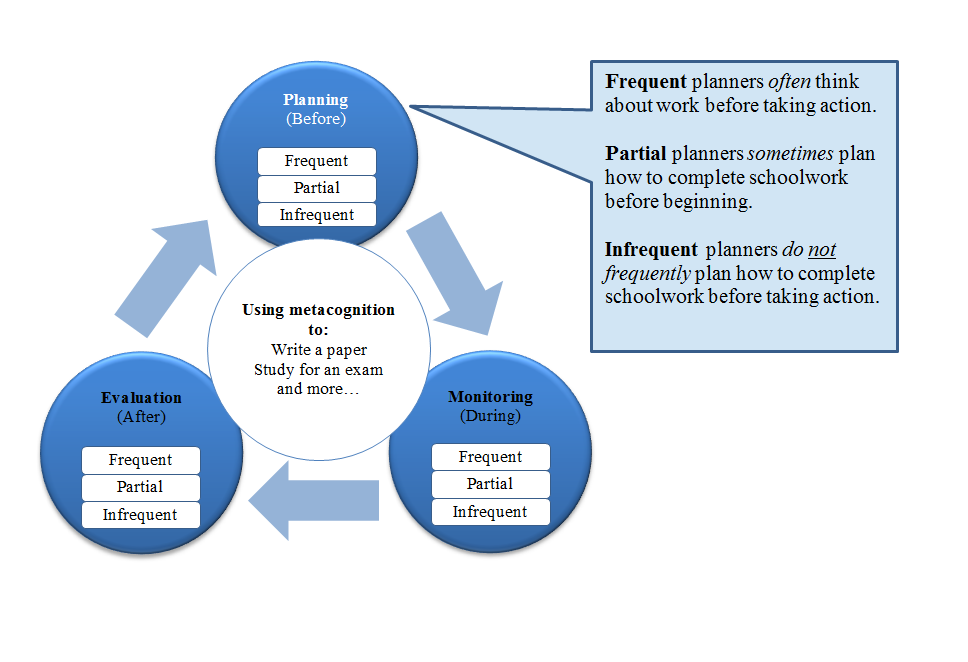 Planning
(Before)
Frequent
Partial
Infrequent
Frequent planners often think
about work before taking action.
Partial planners sometimes plan
how to complete schoolwork
before beginning.
Infrequent planners do not
frequently plan how to complete
schoolwork before taking action.
Using metacognition
to:
Write a paper
Study for an exam
and more…
Evaluation
(After)
Frequent
Partial
Infrequent
Monitoring
(During)
Frequent
Partial
Infrequent